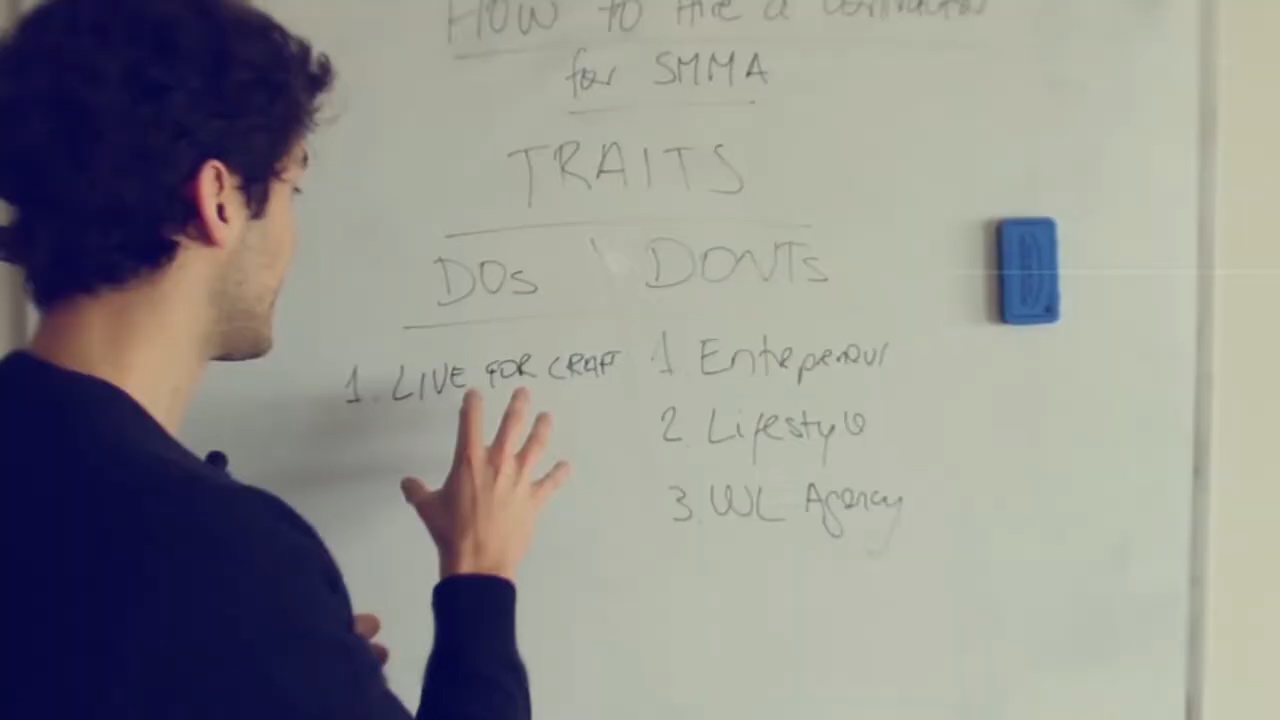 HOW to Hire a contractor
for SMMA
TRAITS
DOs DONTs
1. LIVE FOR CRAFT
1 Entepreneur
2. Lifestyle
3. WL Agency